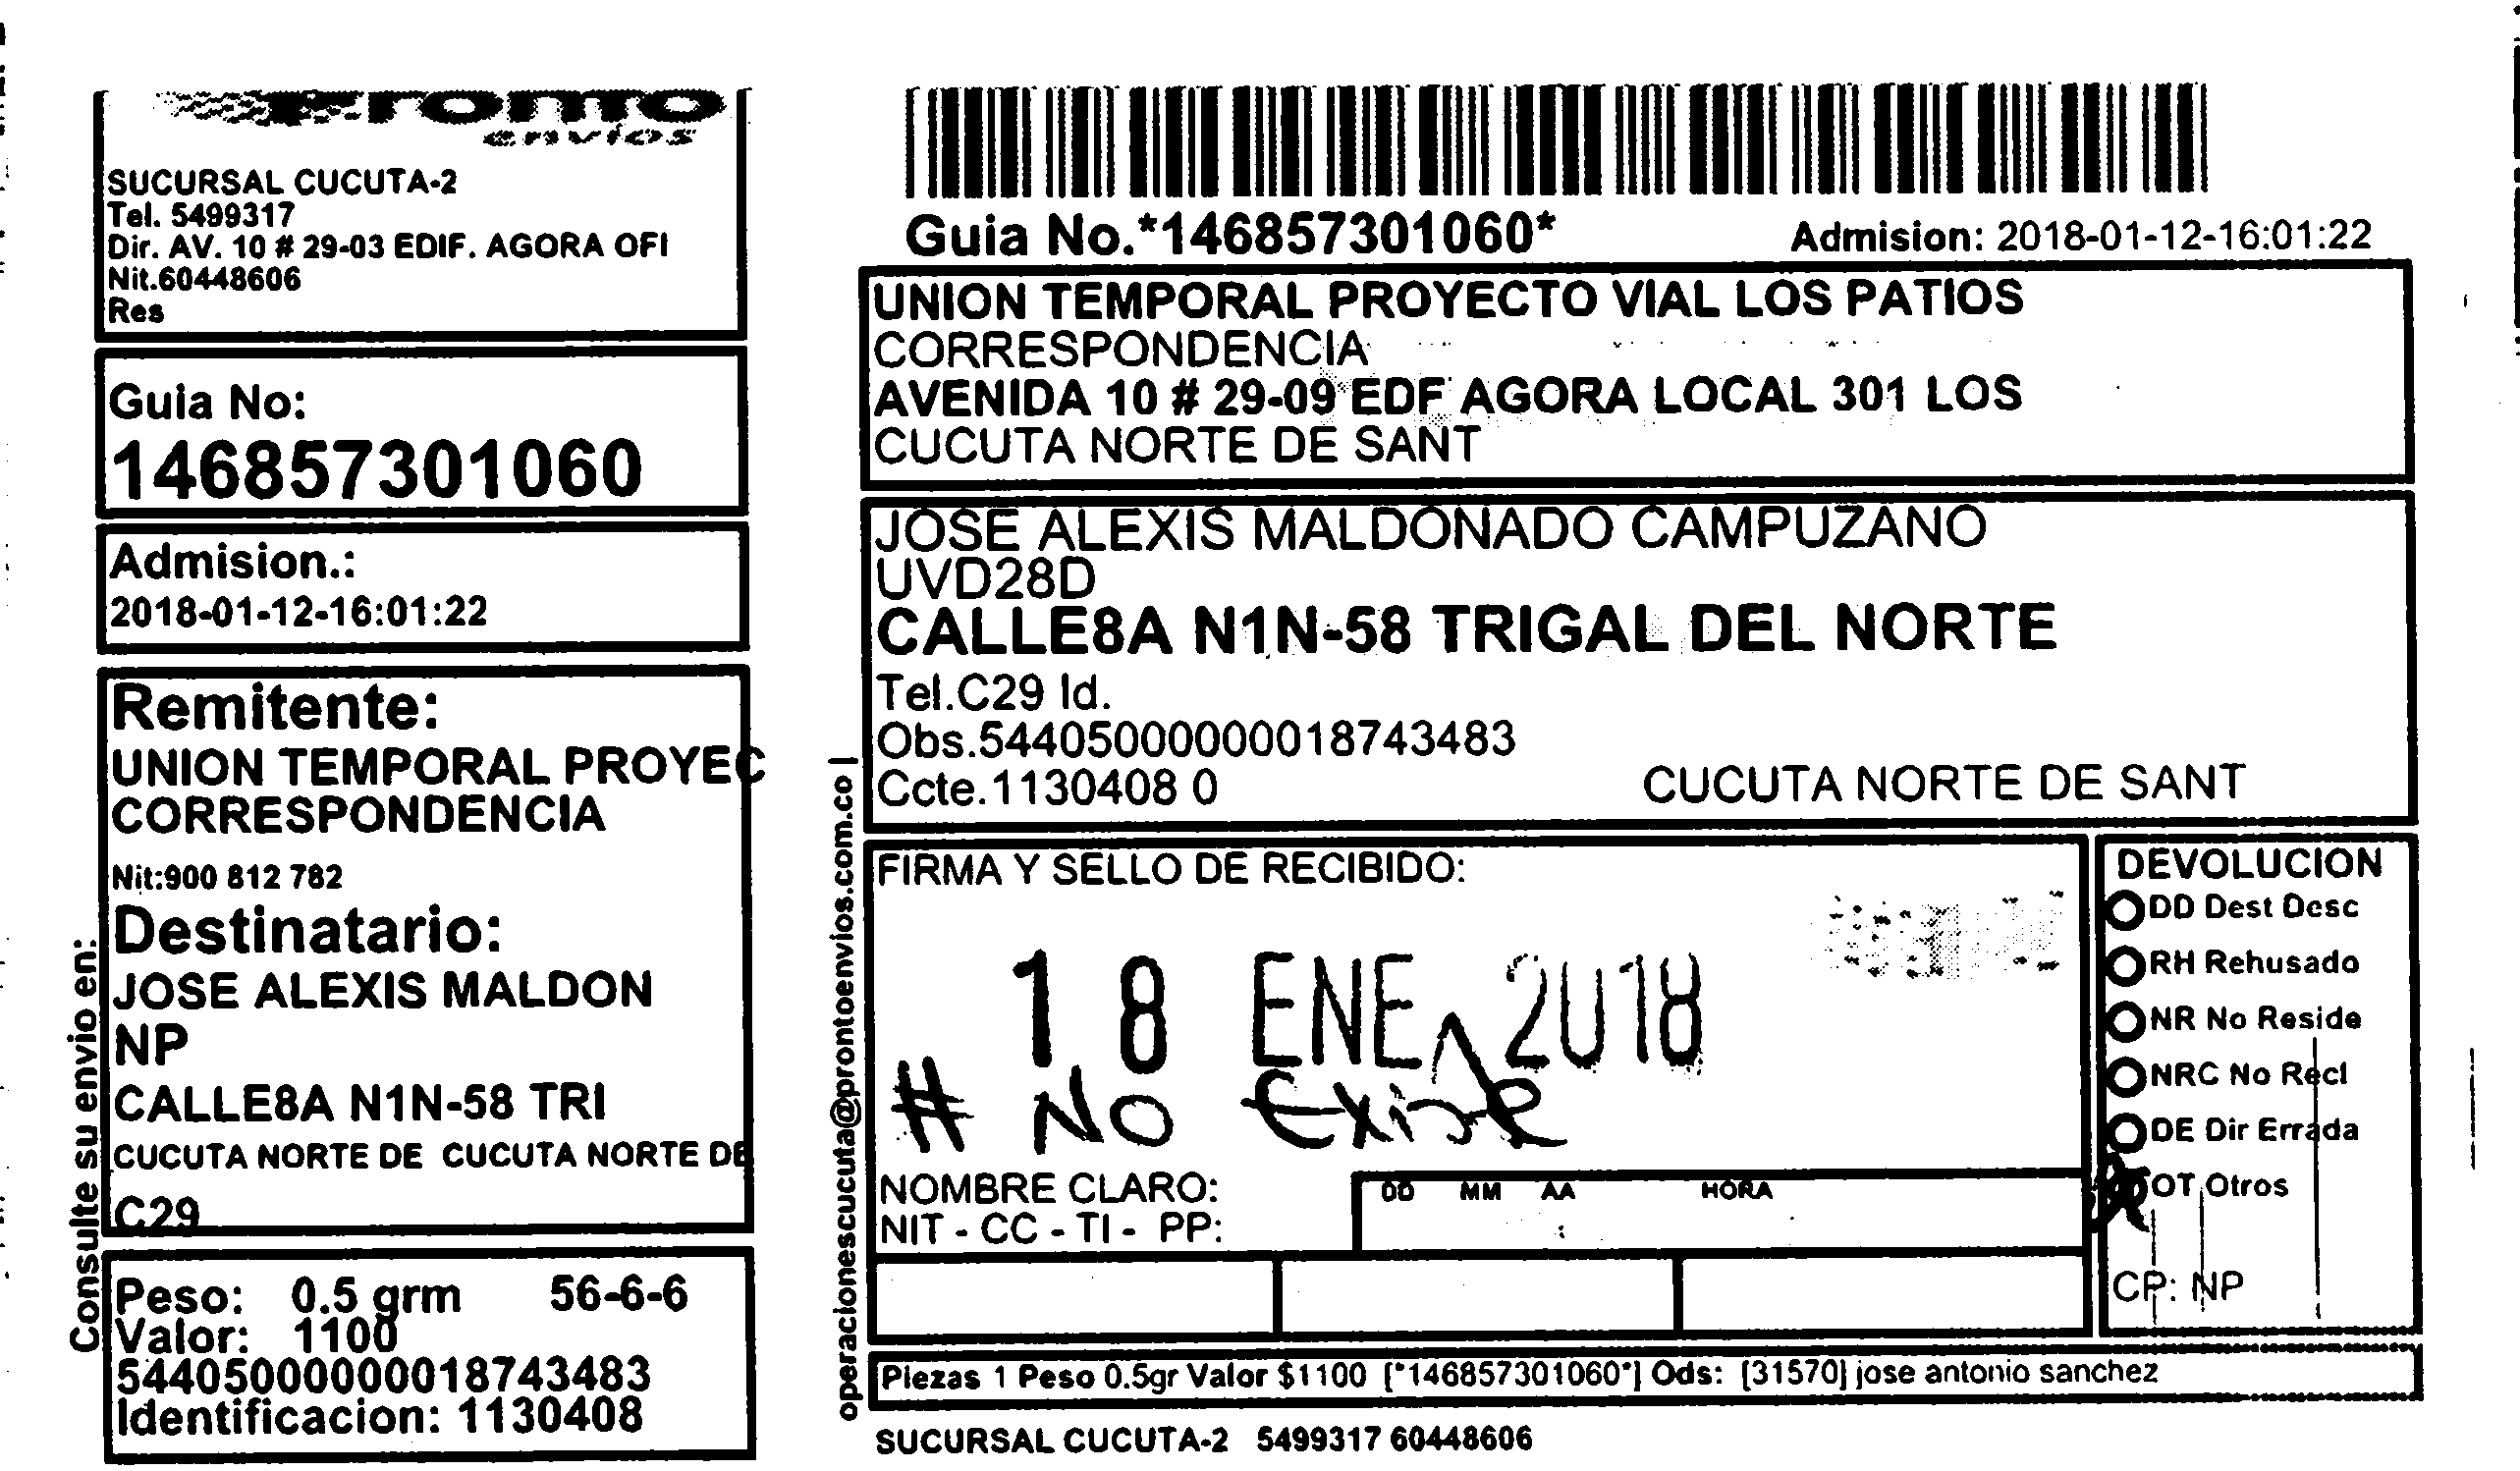 envios
SUCURSAL CUCUTA-2
Tel. 5499317
Dir. AV. 10 # 29-03 EDIF. AGORA OFI
Nit.60448606
Res
Guia No:
146857301060
Admision.:
2018-01-12-16:01:22
Remitente:
UNION TEMPORAL PROYEC
CORRESPONDENCIA
Nit:900 812 782
Destinatario:
JOSE ALEXIS MALDON
NP
CALLE8A N1N-58 TRI
CUCUTA NORTE DE CUCUTA NORTE DE
C29
Consulte su envio en:
Peso: 0.5 grm 56-6-6
Valor: 1100
544050000000018743483
Identificacion: 1130408
Guia No.*146857301060*
Admision: 2018-01-12-16:01:22
UNION TEMPORAL PROYECTO VIAL LOS PATIOS
CORRESPONDENCIA
AVENIDA 10 # 29-09 EDF AGORA LOCAL 301 LOS
CUCUTA NORTE DE SANT
JOSE ALEXIS MALDONADO CAMPUZANO
UVD28D
CALLE8A N1N-58 TRIGAL DEL NORTE
Tel.C29 Id.
Obs.544050000000018743483
Ccte.1130408 0 CUCUTA NORTE DE SANT
operacionescucuta@prontoenvios.com.co |
FIRMA Y SELLO DE RECIBIDO:
18 ENE 2018
# No Existe
NOMBRE CLARO:
NIT - CC - TI - PP:
DD MM AA HORA
:
DEVOLUCION
DD Dest Desc
RH Rehusado
NR No Reside
NRC No Recl
DE Dir Errada
OT Otros
CP: NP
Piezas 1 Peso 0.5gr Valor $1100 [*146857301060*] Ods: [31570] jose antonio sanchez
SUCURSAL CUCUTA-2 5499317 60448606